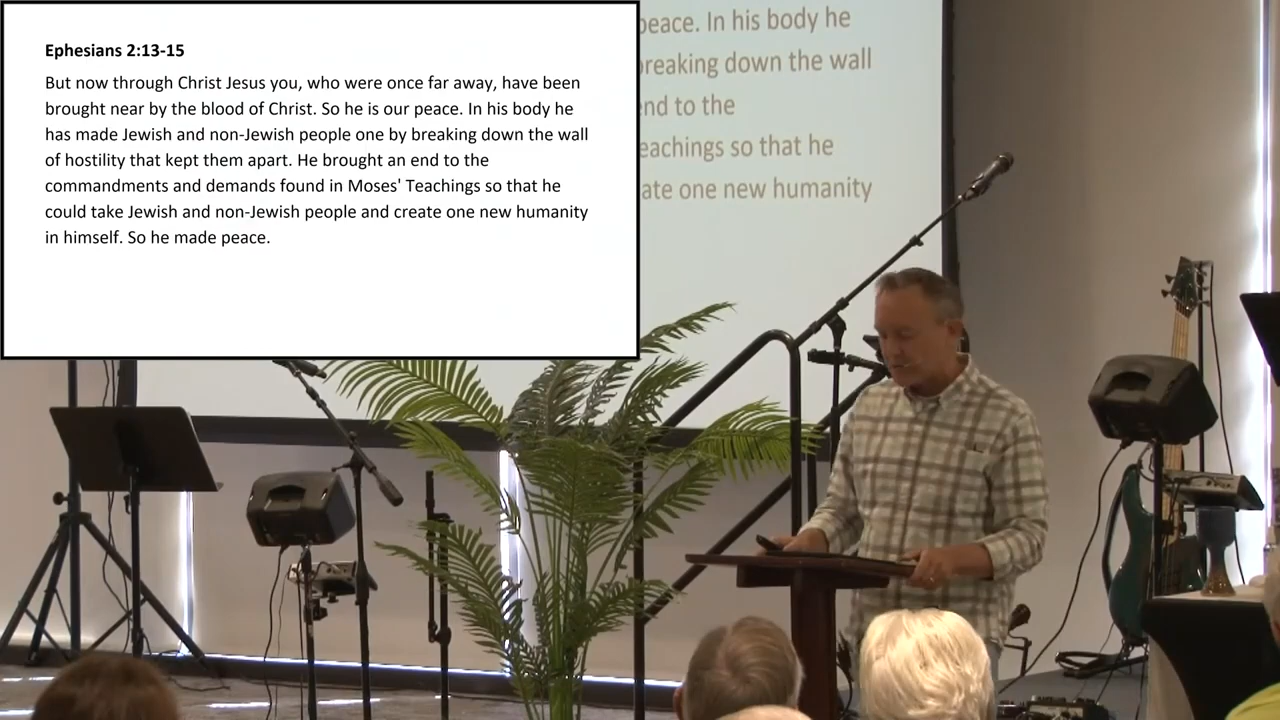 Ephesians 2:13-15
But now through Christ Jesus you, who were once far away, have been
brought near by the blood of Christ. So he is our peace. In his body he
has made Jewish and non-Jewish people one by breaking down the wall
of hostility that kept them apart. He brought an end to the
commandments and demands found in Moses' Teachings so that he
could take Jewish and non-Jewish people and create one new humanity
in himself. So he made peace.
peace. In his body he
breaking down the wall
end to the
eachings so that he
ate one new humanity